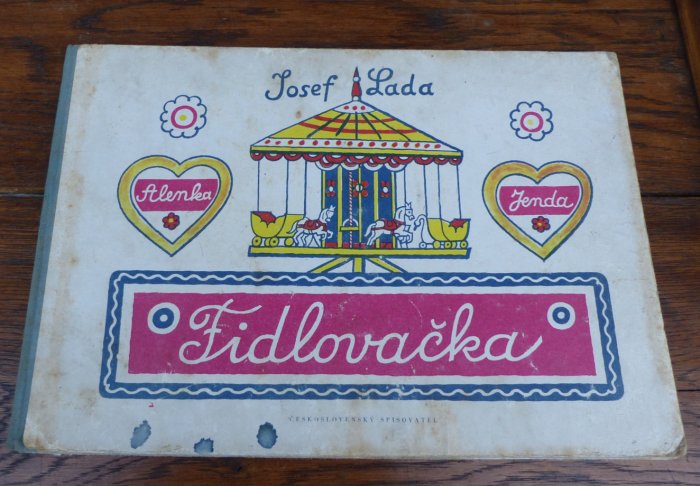 Josef Lada
Alenka
Jenda
Fidlovačka
ČESKOSLOVENSKÝ SPISOVATEL